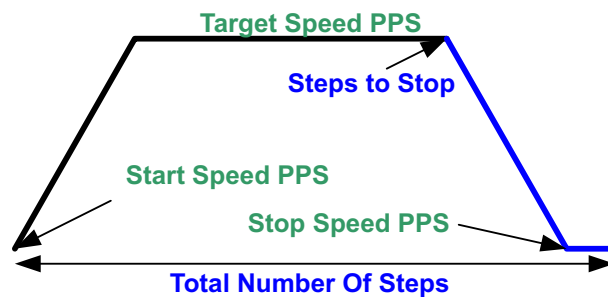 Target Speed PPS
Steps to Stop
Start Speed PPS
Stop Speed PPS
Total Number Of Steps